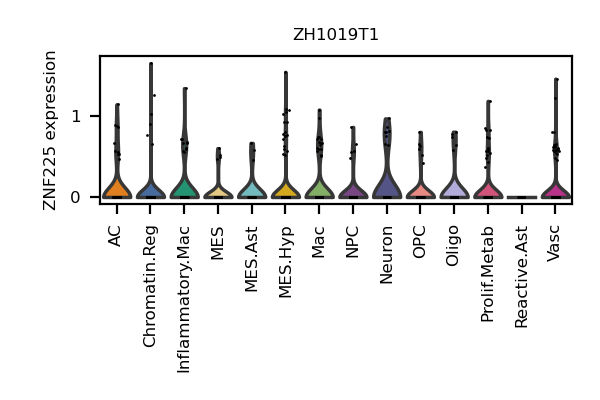 ZH1019T1
ZNF225 expression
1
0
AC
Chromatin.Reg
Inflammatory.Mac
MES
MES.Ast
MES.Hyp
Mac
NPC
Neuron
OPC
Oligo
Prolif.Metab
Reactive.Ast
Vasc